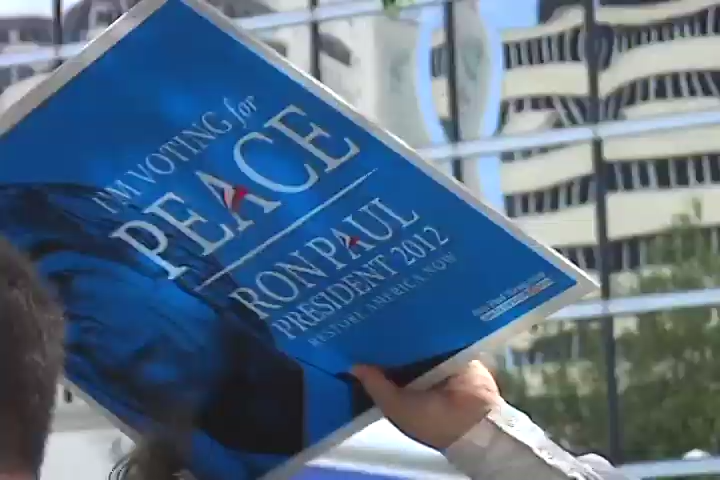 I'M VOTING for
PEACE
RON PAUL
PRESIDENT 2012
RESTORE AMERICA NOW